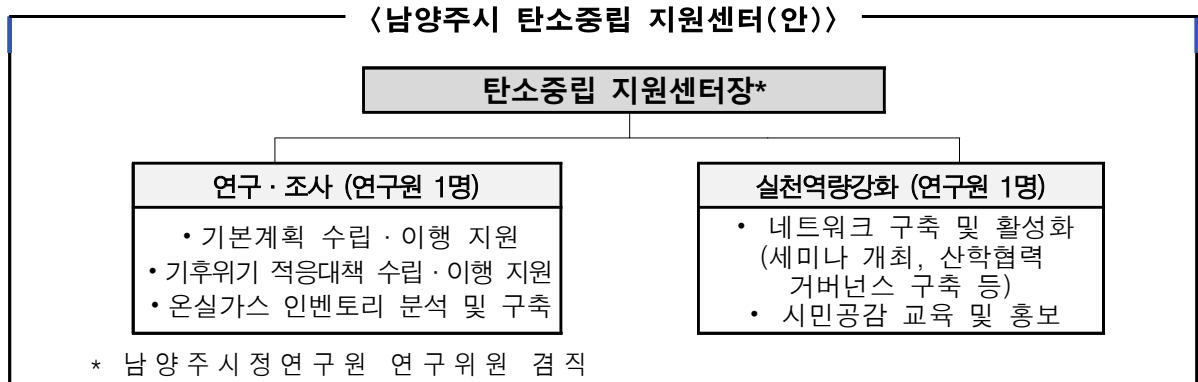 〈남양주시 탄소중립 지원센터(안)〉
탄소중립 지원센터장*
연구 · 조사 (연구원 1명)
• 기본계획 수립 · 이행 지원
• 기후위기 적응대책 수립 · 이행 지원
• 온실가스 인벤토리 분석 및 구축
실천역량강화 (연구원 1명)
• 네트워크 구축 및 활성화
(세미나 개최, 산학협력
거버넌스 구축 등)
• 시민공감 교육 및 홍보
* 남양주시정연구원 연구위원 겸직